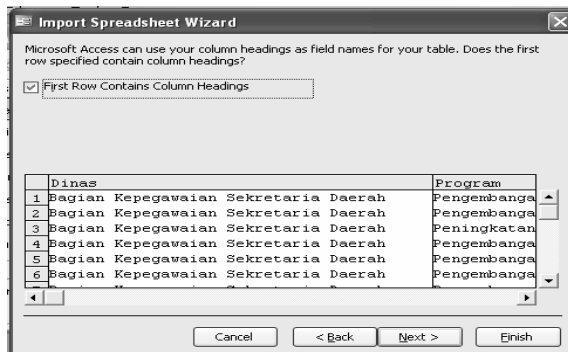 Import Spreadsheet Wizard
Microsoft Access can use your column headings as field names for your table. Does the first
row specified contain column headings?
First Row Contains Column Headings
Dinas Program
1 Bagian Kepegawaian Sekretaria Daerah Pengembanga
2 Bagian Kepegawaian Sekretaria Daerah Pengembanga
3 Bagian Kepegawaian Sekretaria Daerah Peningkatan
4 Bagian Kepegawaian Sekretaria Daerah Pengembanga
5 Bagian Kepegawaian Sekretaria Daerah Pengembanga
6 Bagian Kepegawaian Sekretaria Daerah Pengembanga
Cancel < Back Next > Finish